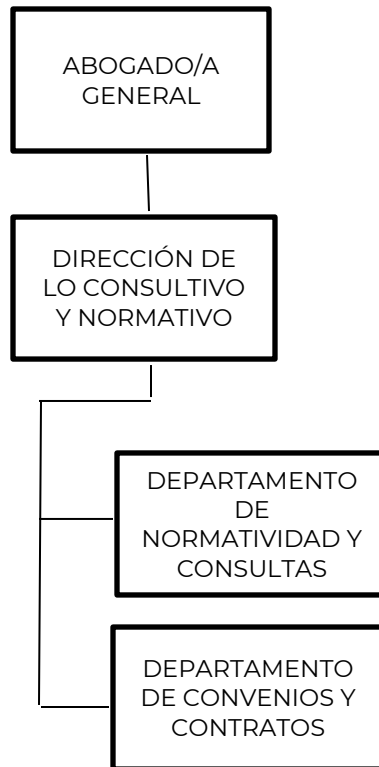 ABOGADO/A
GENERAL
DIRECCIÓN DE
LO CONSULTIVO
Y NORMATIVO
DEPARTAMENTO
DE
NORMATIVIDAD Y
CONSULTAS
DEPARTAMENTO
DE CONVENIOS Y
CONTRATOS